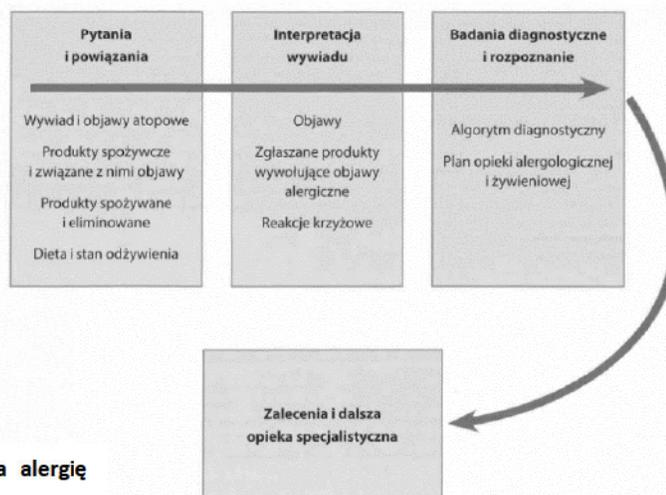 Pytania
i powiązania
Wywiad i objawy atopowe
Produkty spożywcze
i związane z nimi objawy
Produkty spożywane
i eliminowane
Dieta i stan odżywienia
Interpretacja
wywiadu
Objawy
Zgłaszane produkty
wywołujące objawy
alergiczne
Reakcje krzyżowe
Badania diagnostyczne
i rozpoznanie
Algorytm diagnostyczny
Plan opieki alergologicznej
i żywieniowej
Zalecenia i dalsza
opieka specjalistyczna
a alergię